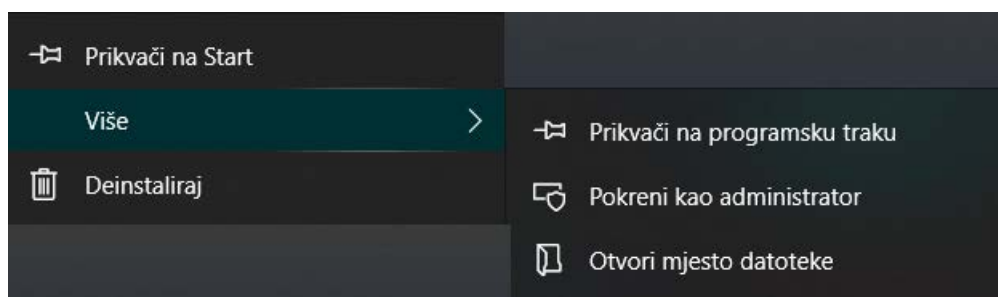 Prikvači na Start
Više
Deinstaliraj
Prikvači na programsku traku
Pokreni kao administrator
Otvori mjesto datoteke